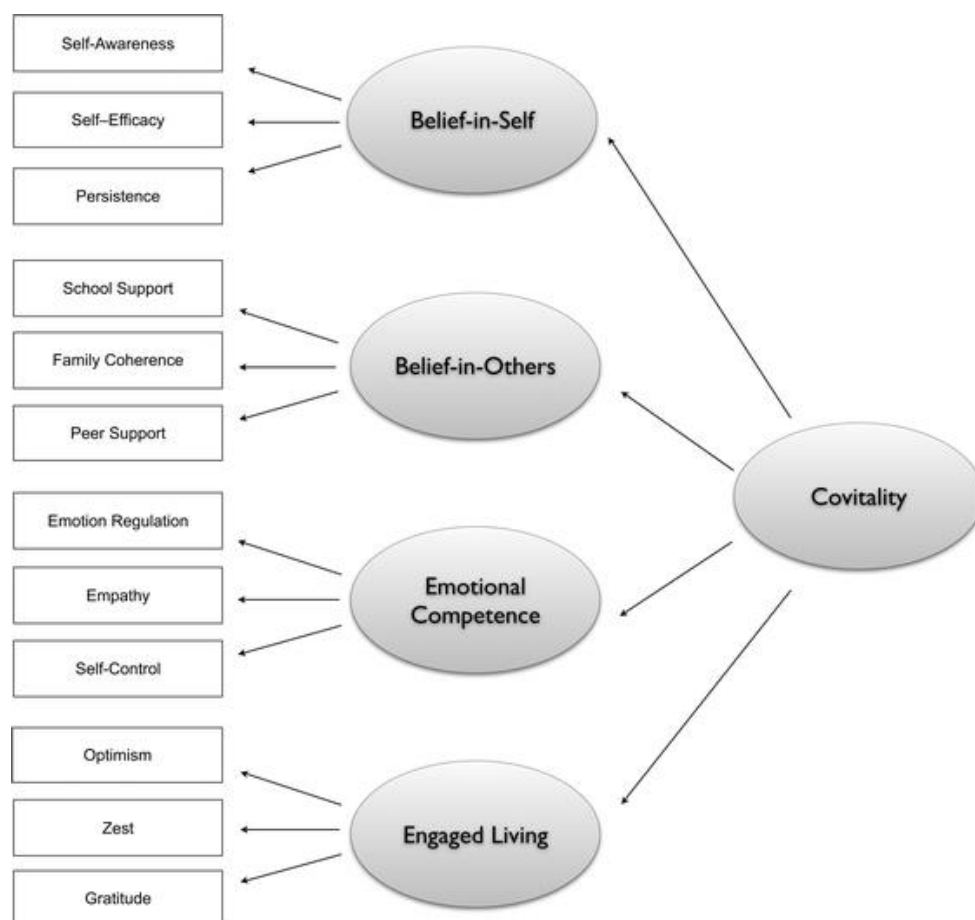 Self-Awareness
Self–Efficacy
Persistence
Belief-in-Self
School Support
Family Coherence
Peer Support
Belief-in-Others
Covitality
Emotion Regulation
Empathy
Self-Control
Emotional
Competence
Optimism
Zest
Gratitude
Engaged Living